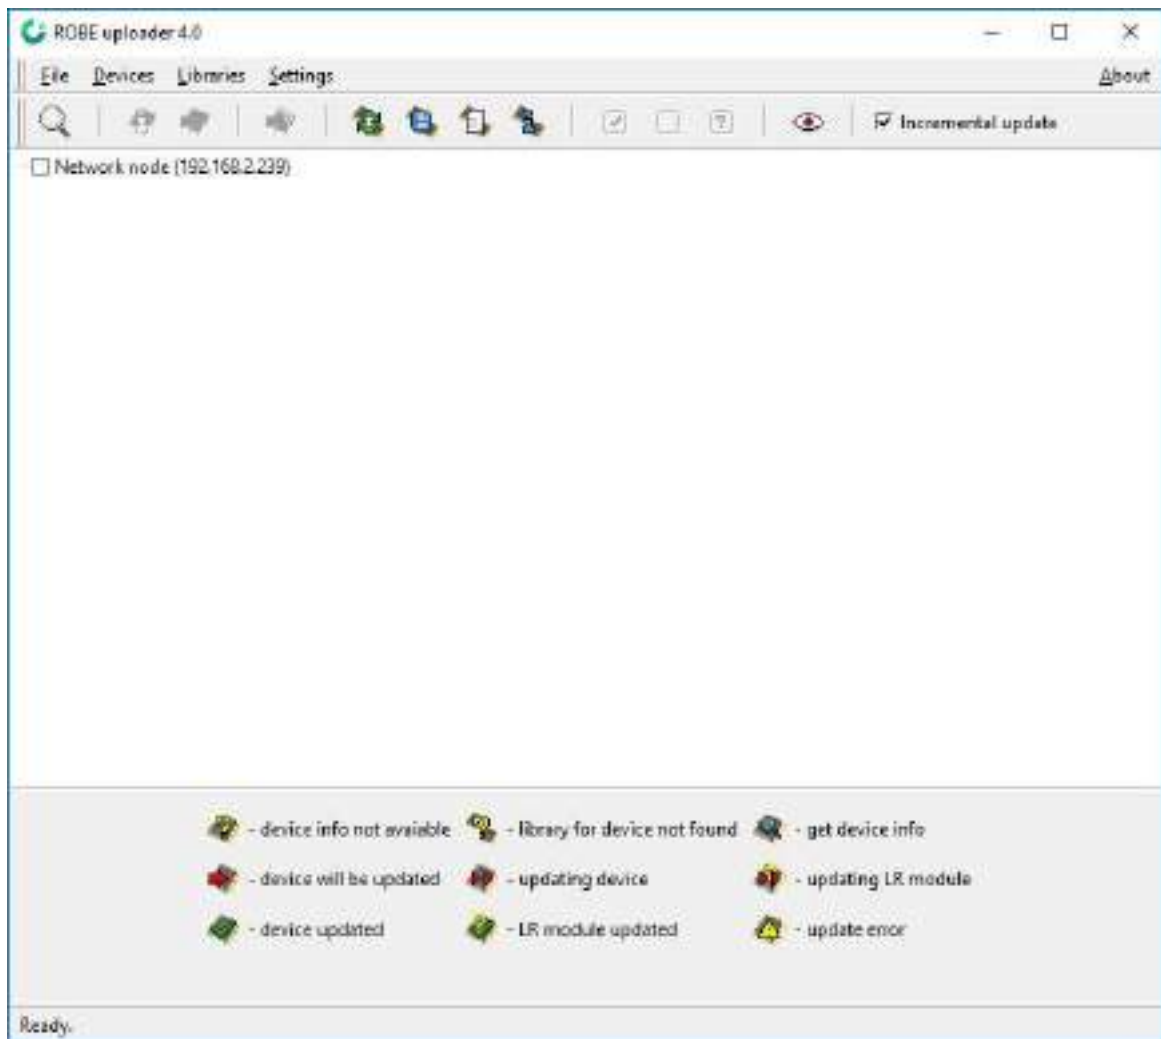 ROBE uploader 4.0
File Devices Libraries Settings About
Incremental update
Network node (192.168.2.239)
- device info not avaiable - library for device not found - get device info
- device will be updated - updating device - updating LR module
- device updated - LR module updated - update error
Ready.